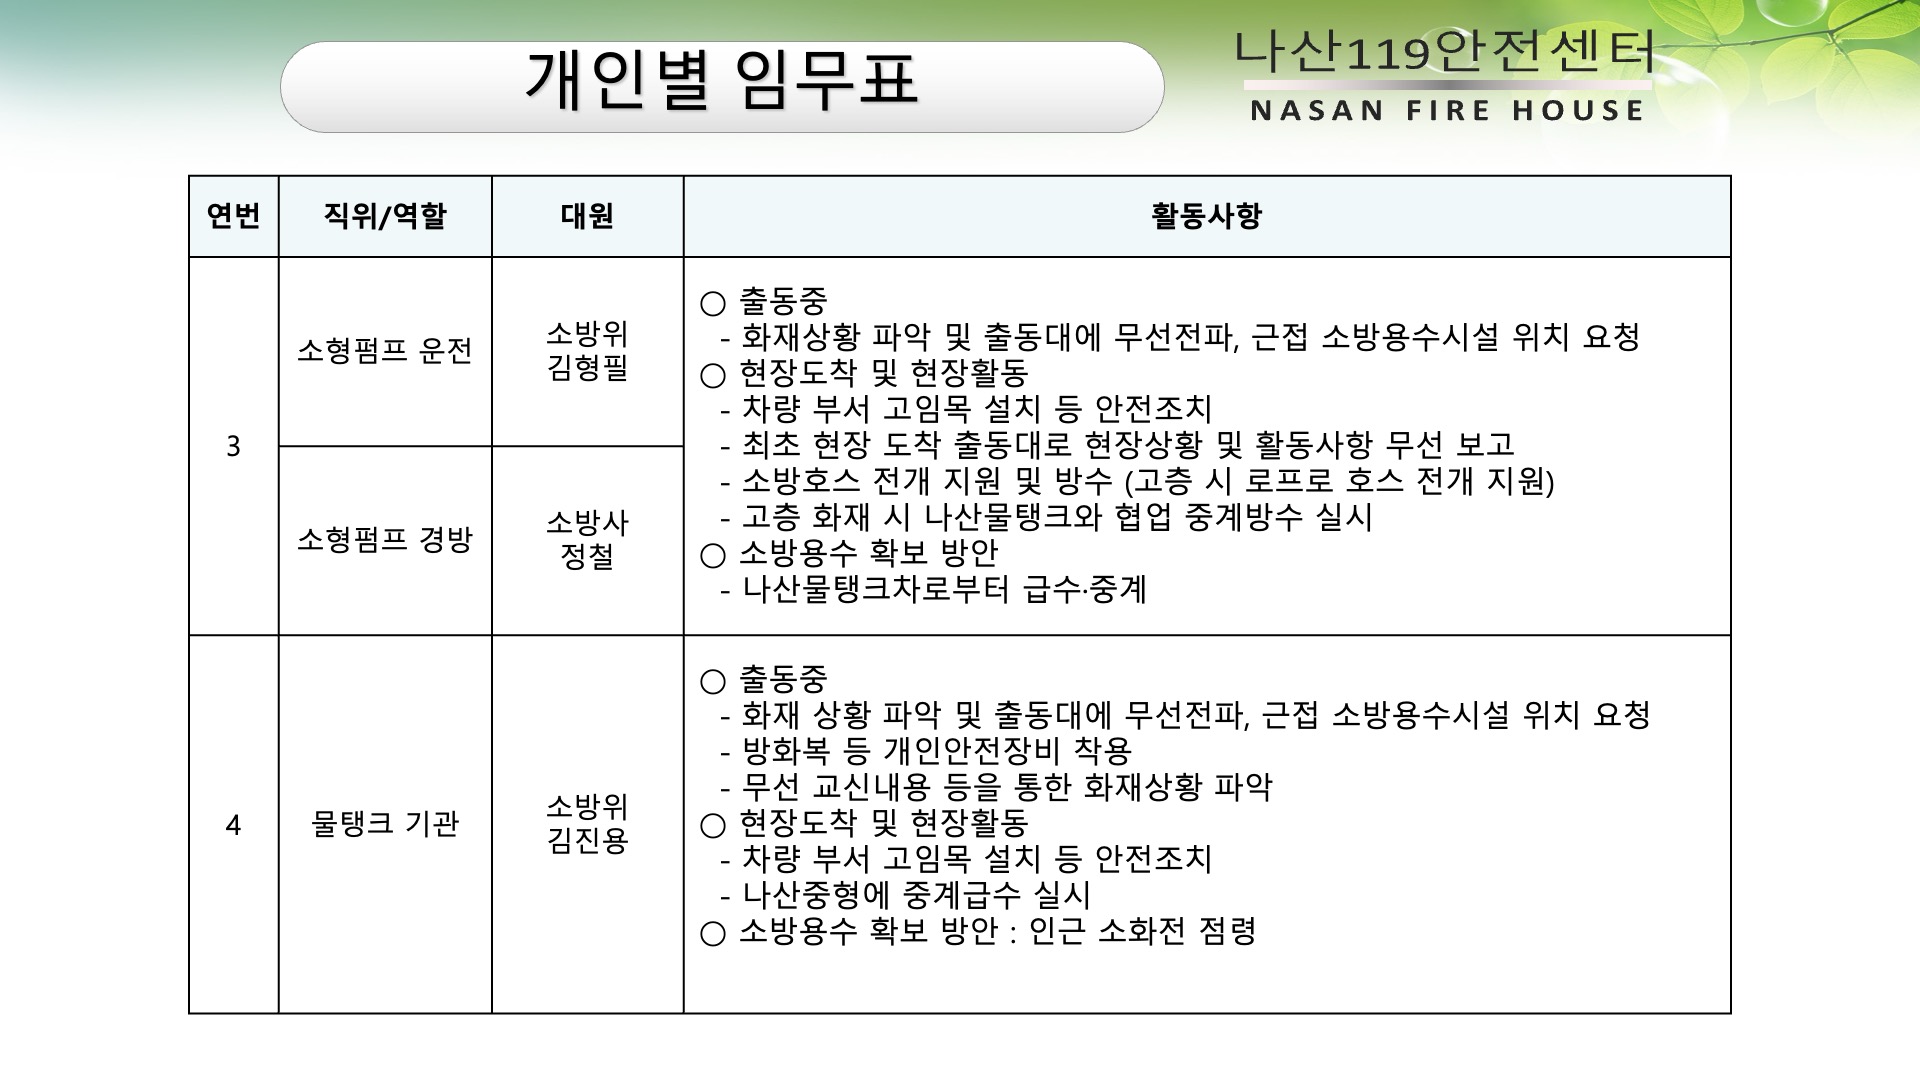 개인별 임무표
나산119안전센터
NASAN FIRE HOUSE
연번 직위/역할 대원 활동사항
3
소형펌프 운전
소방위
김형필
소형펌프 경방
소방사
정철
○ 출동중
- 화재상황 파악 및 출동대에 무선전파, 근접 소방용수시설 위치 요청
○ 현장도착 및 현장활동
- 차량 부서 고임목 설치 등 안전조치
- 최초 현장 도착 출동대로 현장상황 및 활동사항 무선 보고
- 소방호스 전개 지원 및 방수 (고층 시 로프로 호스 전개 지원)
- 고층 화재 시 나산물탱크와 협업 중계방수 실시
○ 소방용수 확보 방안
- 나산물탱크차로부터 급수·중계
4
물탱크 기관
소방위
김진용
○ 출동중
- 화재 상황 파악 및 출동대에 무선전파, 근접 소방용수시설 위치 요청
- 방화복 등 개인안전장비 착용
- 무선 교신내용 등을 통한 화재상황 파악
○ 현장도착 및 현장활동
- 차량 부서 고임목 설치 등 안전조치
- 나산중형에 중계급수 실시
○ 소방용수 확보 방안 : 인근 소화전 점령